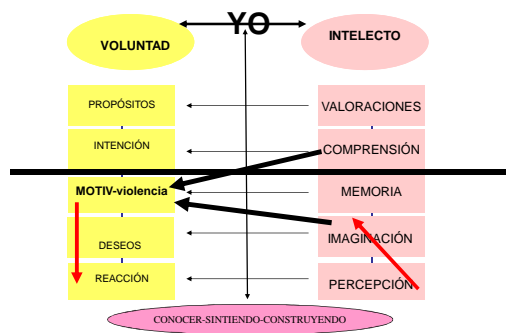 YO
VOLUNTAD
INTELECTO
PROPÓSITOS
VALORACIONES
INTENCIÓN
COMPRENSIÓN
MOTIV-violencia
MEMORIA
DESEOS
IMAGINACIÓN
REACCIÓN
PERCEPCIÓN
CONOCER-SINTIENDO-CONSTRUYENDO